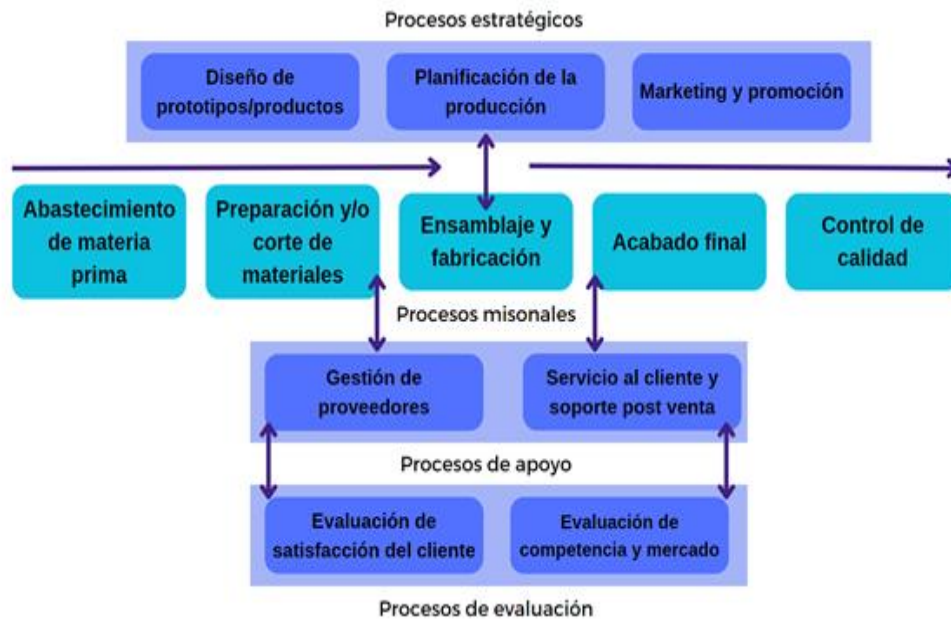 Procesos estratégicos
Diseño de
prototipos/productos
Planificación de la
producción
Marketing y promoción
Abastecimiento
de materia
prima
Preparación y/o
corte de
materiales
Ensamblaje y
fabricación
Acabado final
Control de
calidad
Procesos misonales
Gestión de
proveedores
Servicio al cliente y
soporte post venta
Procesos de apoyo
Evaluación de
satisfacción del cliente
Evaluación de
competencia y mercado
Procesos de evaluación